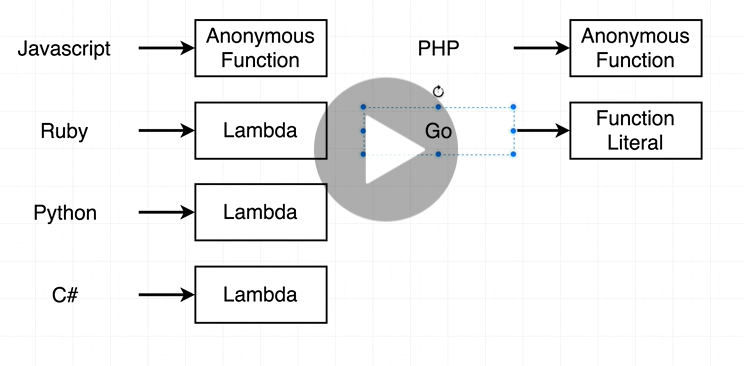 Javascript
Anonymous
Function
PHP
Anonymous
Function
Ruby
Lambda
Go
Function
Literal
Python
Lambda
C#
Lambda